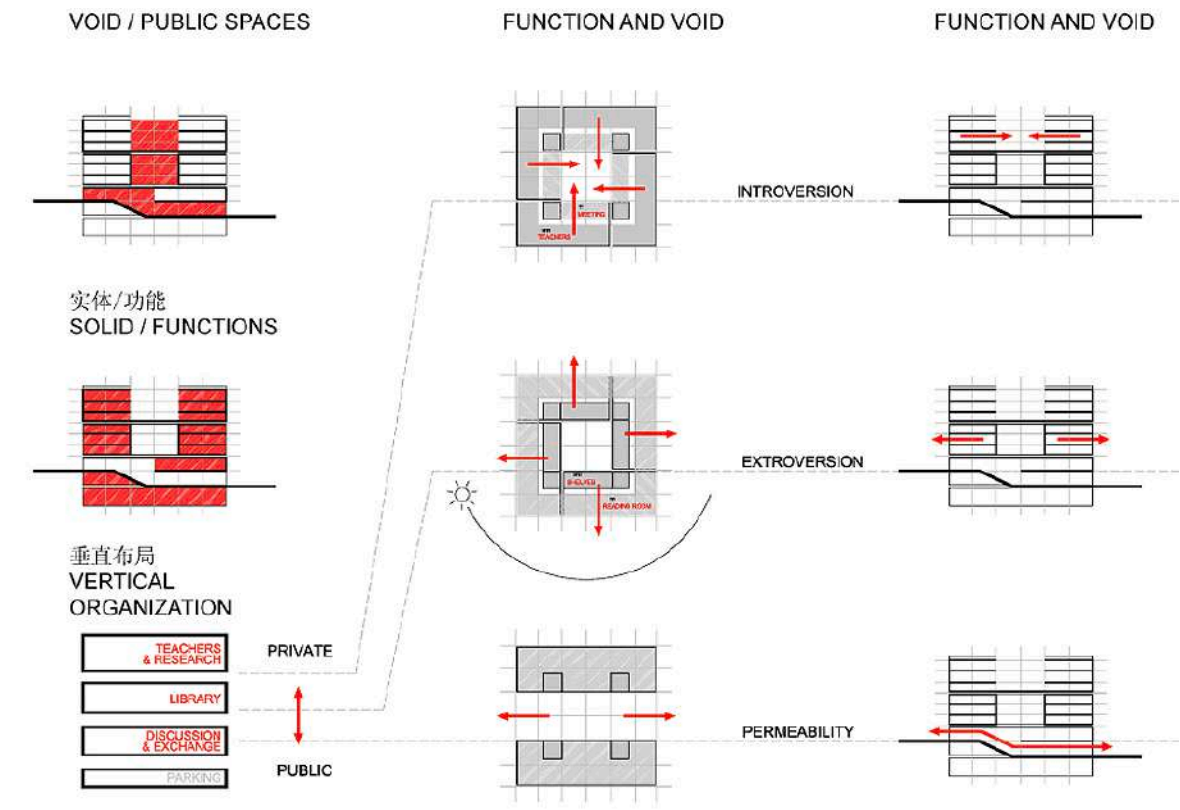 VOID / PUBLIC SPACES
FUNCTION AND VOID
FUNCTION AND VOID
MEETING
TEACHERS
INTROVERSION
实体/功能
SOLID / FUNCTIONS
SHELVES
READING ROOM
EXTROVERSION
垂直布局
VERTICAL
ORGANIZATION
TEACHERS
& RESEARCH
PRIVATE
LIBRARY
DISCUSSION
& EXCHANGE
PARKING
PUBLIC
PERMEABILITY